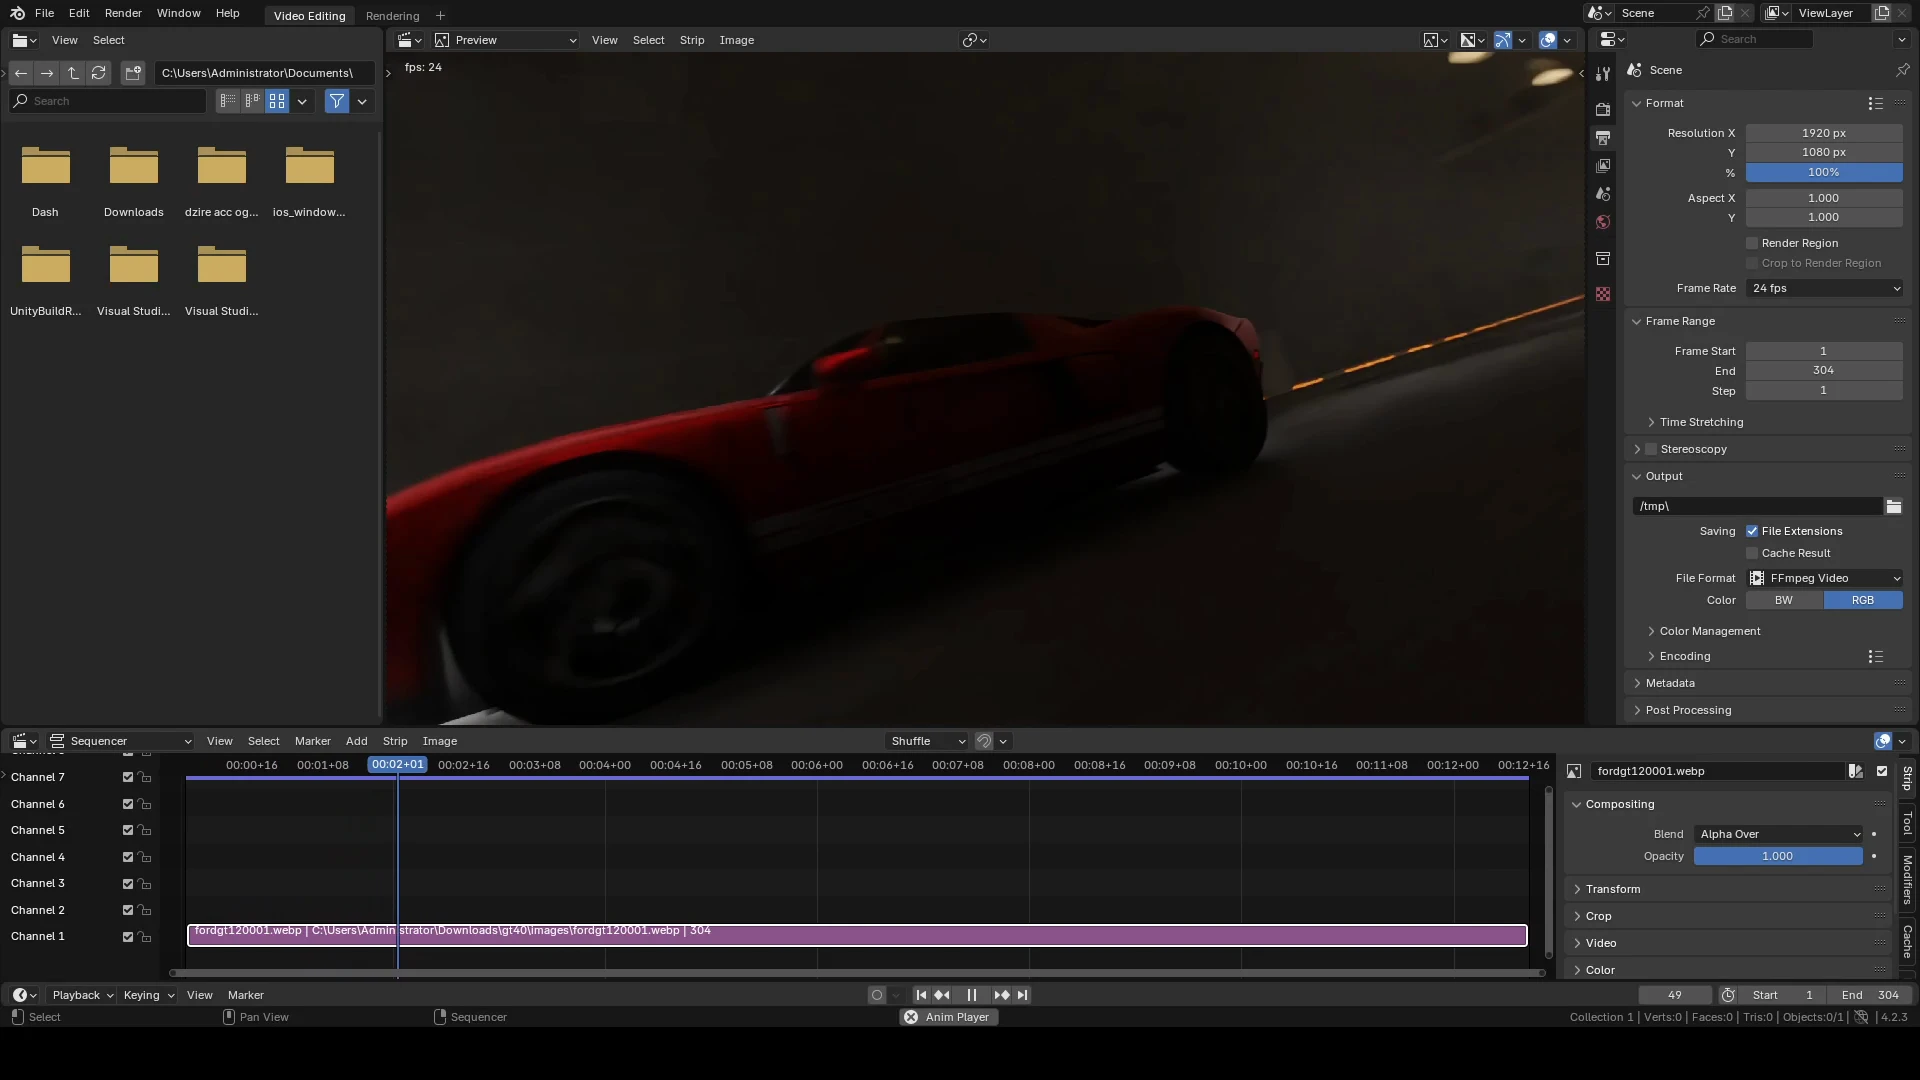 File Edit Render Window Help Video Editing Rendering + Scene ViewLayer
View Select Preview View Select Strip Image Search
fps: 24
Scene
C:\Users\Administrator\Documents\
Search
Dash Downloads dzire acc og... ios_window...
UnityBuildR... Visual Studi... Visual Studi...
Format
Resolution X 1920 px
Y 1080 px
% 100%
Aspect X 1.000
Y 1.000
Render Region
Crop to Render Region
Frame Rate 24 fps
Frame Range
Frame Start 1
End 304
Step 1
Time Stretching
Stereoscopy
Output
/tmp\
Saving File Extensions
Cache Result
File Format FFmpeg Video
Color BW RGB
Color Management
Encoding
Metadata
Post Processing
Sequencer View Select Marker Add Strip Image Shuffle
00:00+16 00:01+08 00:02+01 00:02+16 00:03+08 00:04+00 00:04+16 00:05+08 00:06+00 00:06+16 00:07+08 00:08+00 00:08+16 00:09+08 00:10+00 00:10+16 00:11+08 00:12+00 00:12+16
Channel 7
Channel 6
Channel 5
Channel 4
Channel 3
Channel 2
Channel 1
fordgt120001.webp | C:\Users\Administrator\Downloads\gt40\images\fordgt120001.webp | 304
fordgt120001.webp
Compositing
Blend Alpha Over
Opacity 1.000
Transform
Crop
Video
Color
Strip
Tool
Modifiers
Cache
Playback Keying View Marker 49 Start 1 End 304
Select Pan View Sequencer Anim Player Collection 1 | Verts:0 | Faces:0 | Tris:0 | Objects:0/1 | 4.2.3